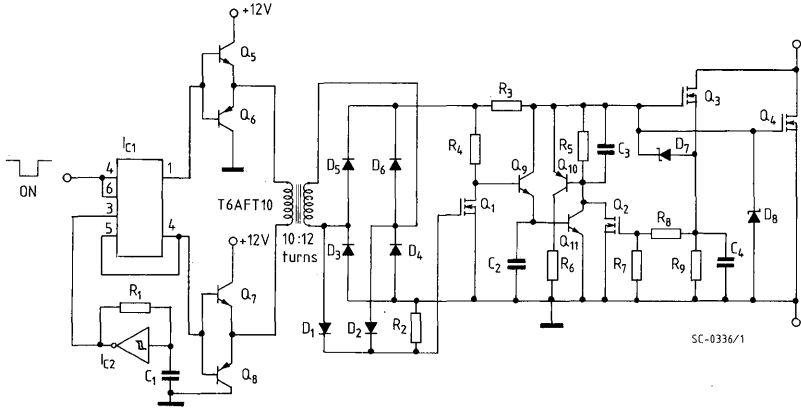 +12V
Q5
Q6
IC1
4
6
3
5
1
4
ON
T6AFT10
10:12
turns
+12V
Q7
Q8
R1
IC2
C1
D5
D6
D3
D4
D1
D2
R2
R3
R4
Q1
Q9
Q10
R5
C3
Q11
Q2
C2
R6
R7
R8
R9
C4
D7
D8
Q3
Q4
SC-0336/1